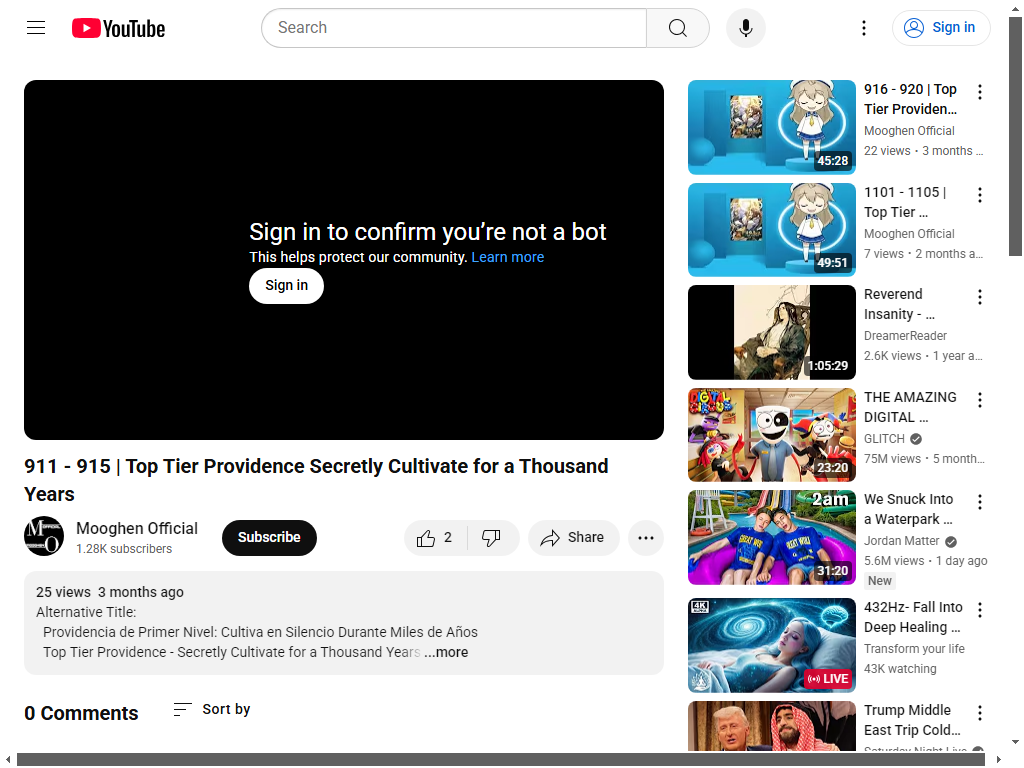 YouTube
Search
Sign in
Sign in to confirm you’re not a bot
This helps protect our community. Learn more
Sign in
911 - 915 | Top Tier Providence Secretly Cultivate for a Thousand
Years
Mooghen Official
1.28K subscribers
Subscribe
2
Share
25 views 3 months ago
Alternative Title:
Providencia de Primer Nivel: Cultiva en Silencio Durante Miles de Años
Top Tier Providence - Secretly Cultivate for a Thousand Years ...more
0 Comments
Sort by
45:28
916 - 920 | Top
Tier Providen…
Mooghen Official
22 views • 3 months …
49:51
1101 - 1105 |
Top Tier …
Mooghen Official
7 views • 2 months a…
1:05:29
Reverend
Insanity - …
DreamerReader
2.6K views • 1 year a…
DIGITAL
23:20
THE AMAZING
DIGITAL …
GLITCH
75M views • 5 month…
2am
31:20
We Snuck Into
a Waterpark …
Jordan Matter
5.6M views • 1 day ago
New
4K
LIVE
432Hz- Fall Into
Deep Healing …
Transform your life
43K watching
Trump Middle
East Trip Cold…
Saturday Night Live